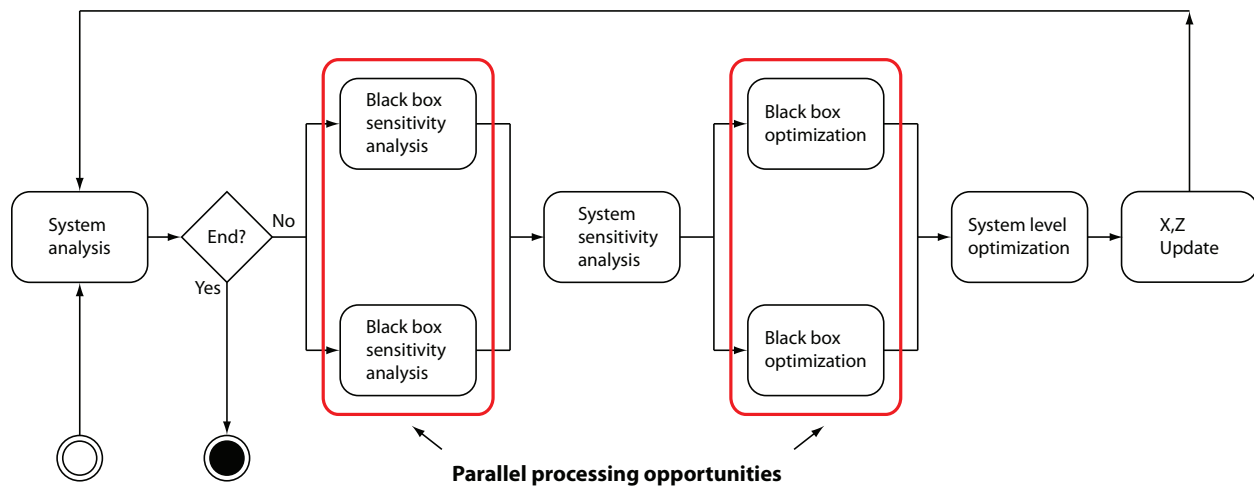 System
analysis
End?
No
Yes
Black box
sensitivity
analysis
Black box
sensitivity
analysis
System
sensitivity
analysis
Black box
optimization
Black box
optimization
System level
optimization
X,Z
Update
Parallel processing opportunities